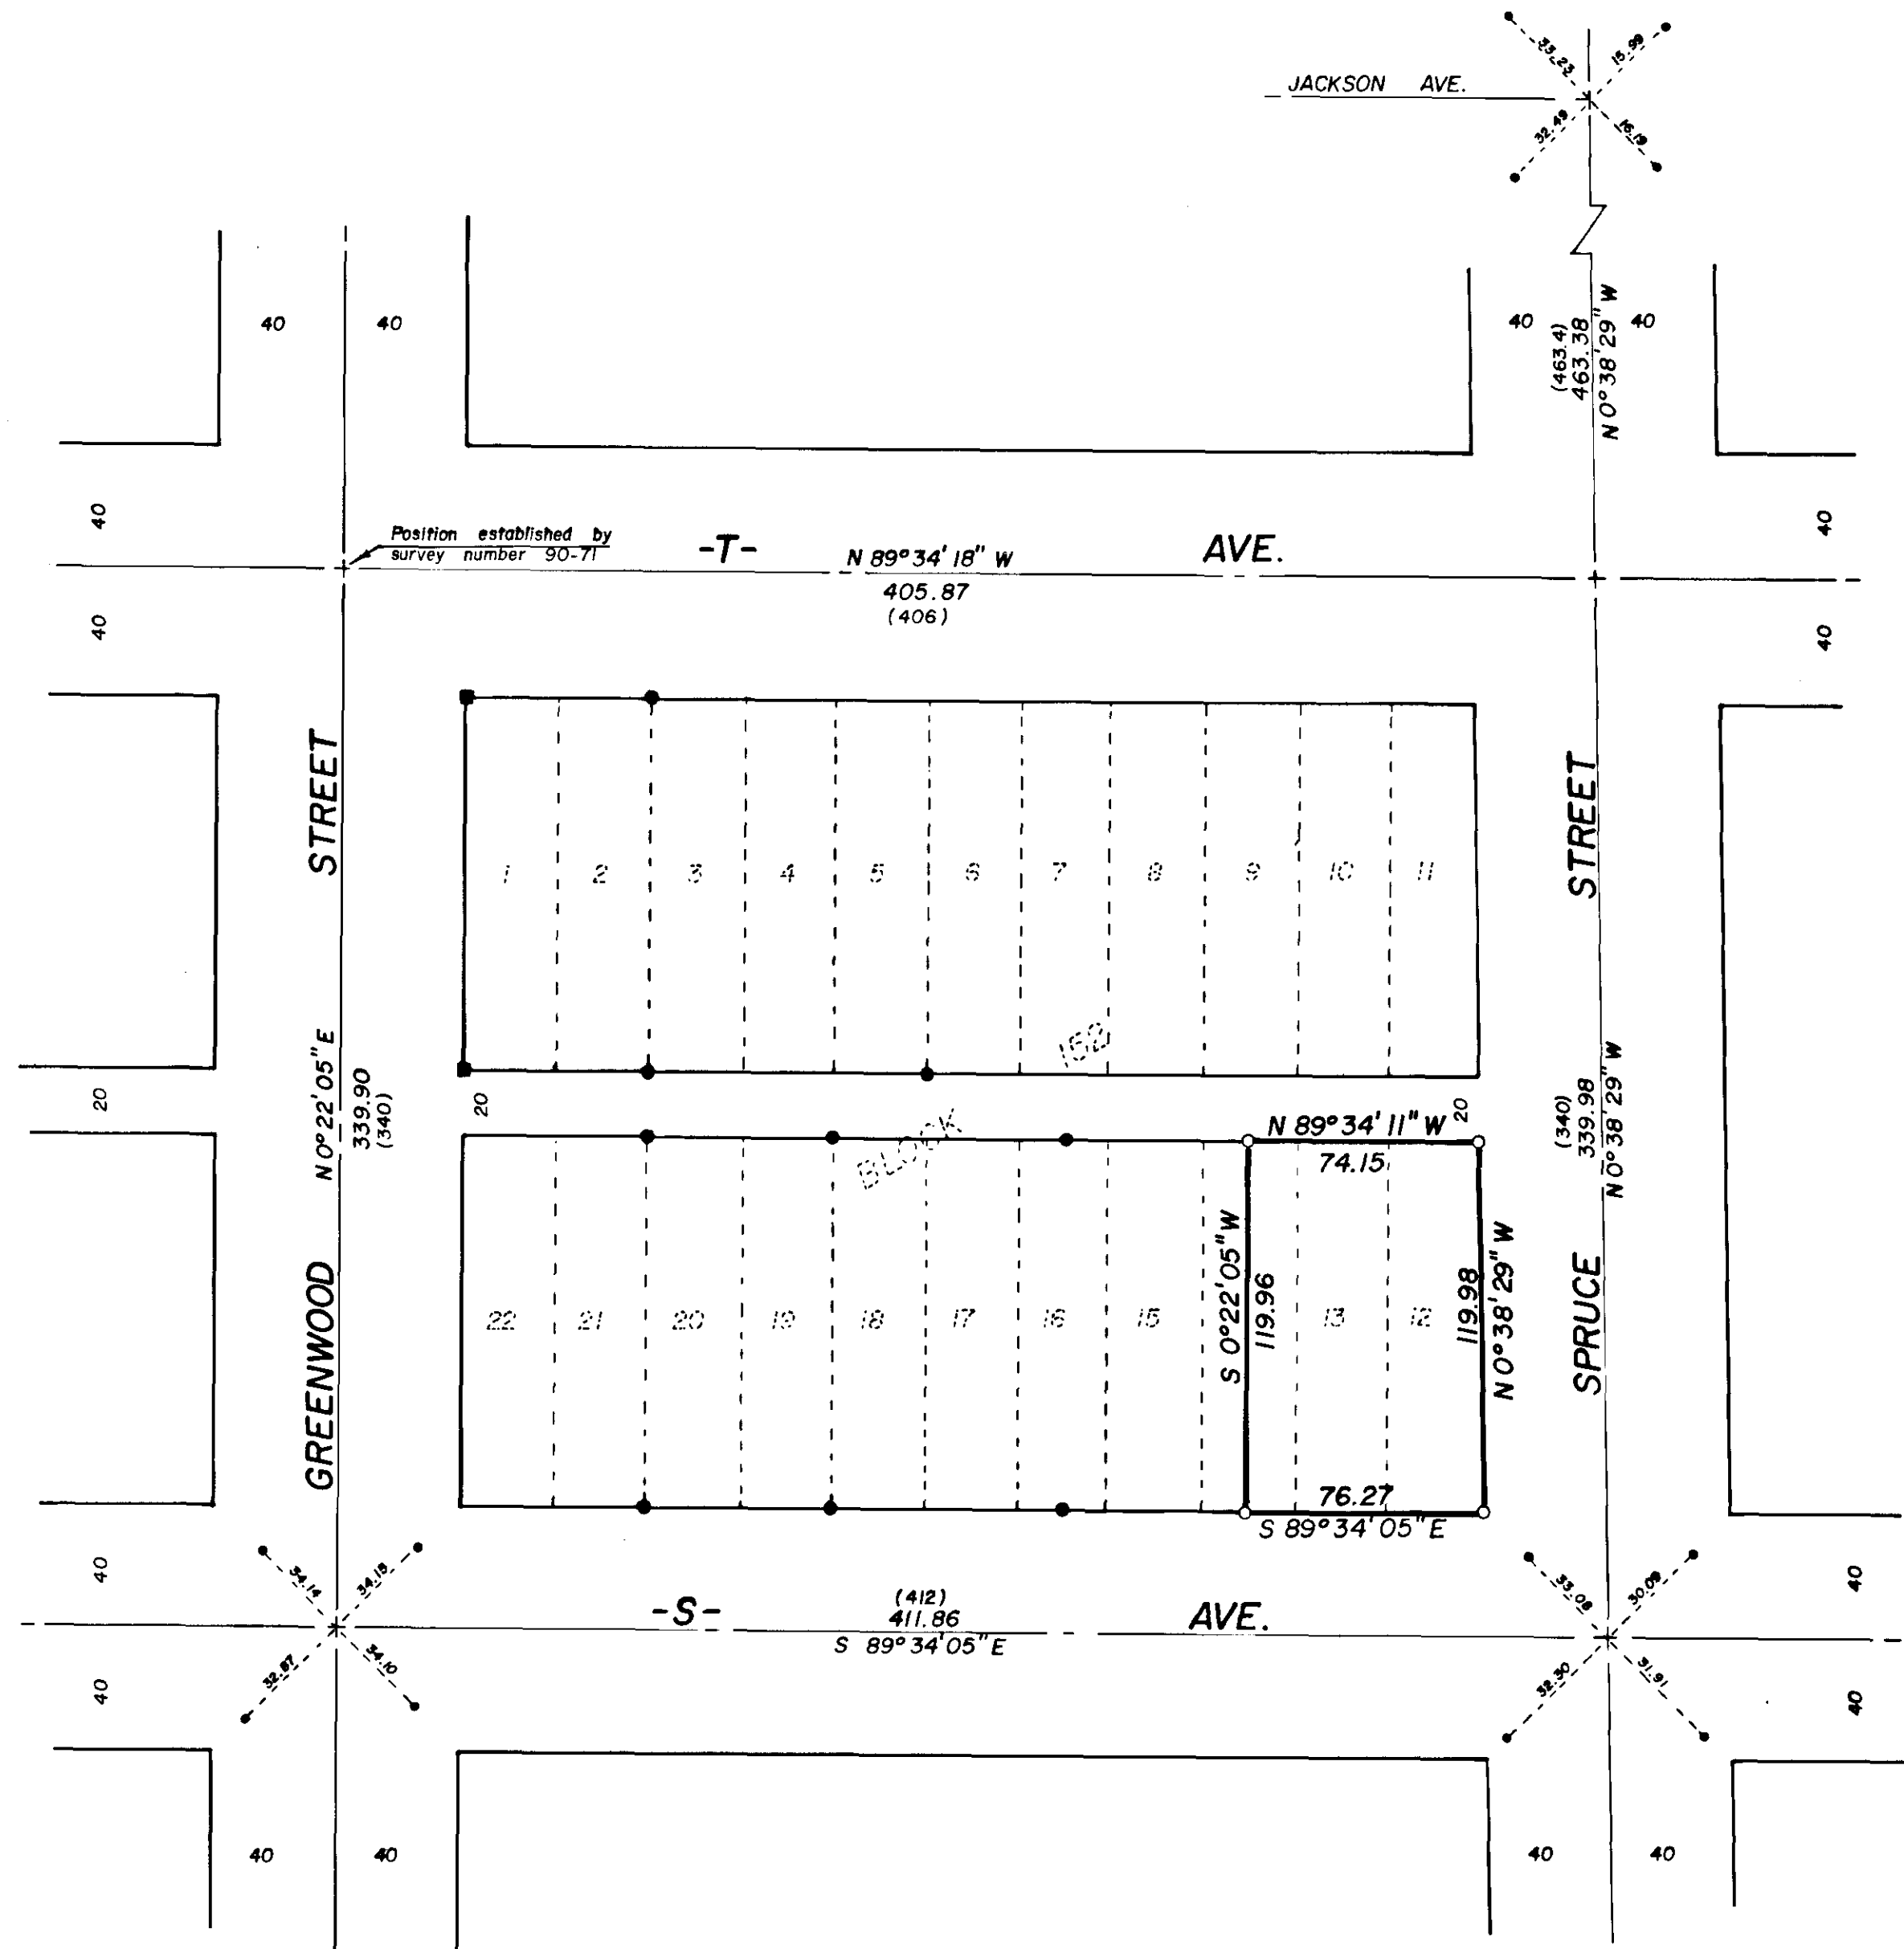 33.23
15.99
JACKSON AVE.
32.49
16.19
40 40
40 40
(463.4)
463.38
N 0°38'29" W
40
40
Position established by
survey number 90-71
-T- AVE.
N 89°34'18" W
405.87
(406)
40
40
GREENWOOD STREET
N 0°22'05" E
339.90
(340)
SPRUCE STREET
(340)
339.98
N 0°38'29" W
1 2 3 4 5 6 7 8 9 10 11
BLOCK 152
20
20
20
N 89°34'11" W
74.15
S 0°22'05" W
119.96
119.98
N 0°38'29" W
22 21 20 19 18 17 16 15 13 12
76.27
S 89°34'05" E
34.14
34.15
33.08
30.09
40
40
-S- AVE.
(412)
411.86
S 89°34'05" E
32.87
34.10
32.30
31.91
40
40
40 40
40 40